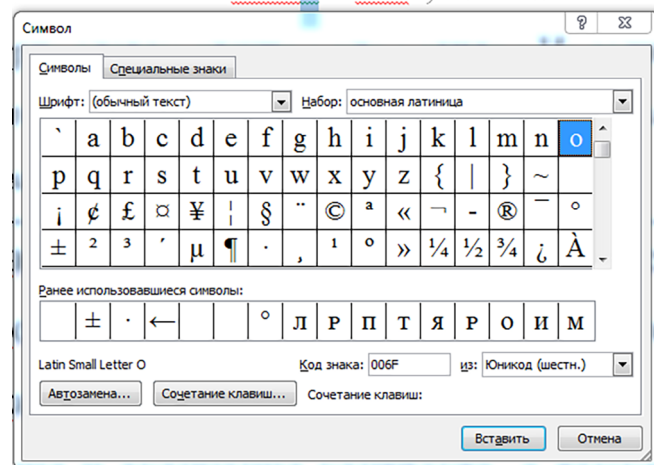 Символ
Символы Специальные знаки
Шрифт: (обычный текст) Набор: основная латиница
` a b c d e f g h i j k l m n o
p q r s t u v w x y z { | } ~
¡ ¢ £ ¤ ¥ ¦ § ¨ © ª « ¬ - ® ¯ °
± ² ³ ´ µ ¶ · ¸ ¹ º » ¼ ½ ¾ ¿ À
Ранее использовавшиеся символы:
± · ← ° л р п т я р о и м
Latin Small Letter O Код знака: 006F из: Юникод (шестн.)
Автозамена... Сочетание клавиш... Сочетание клавиш:
Вставить Отмена